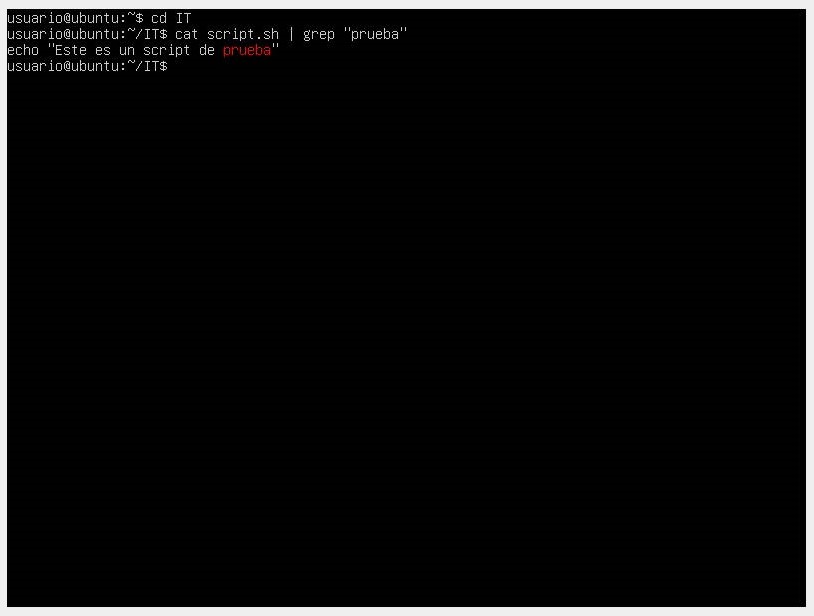 usuario@ubuntu:~$ cd IT
usuario@ubuntu:~/IT$ cat script.sh | grep "prueba"
echo "Este es un script de prueba"
usuario@ubuntu:~/IT$